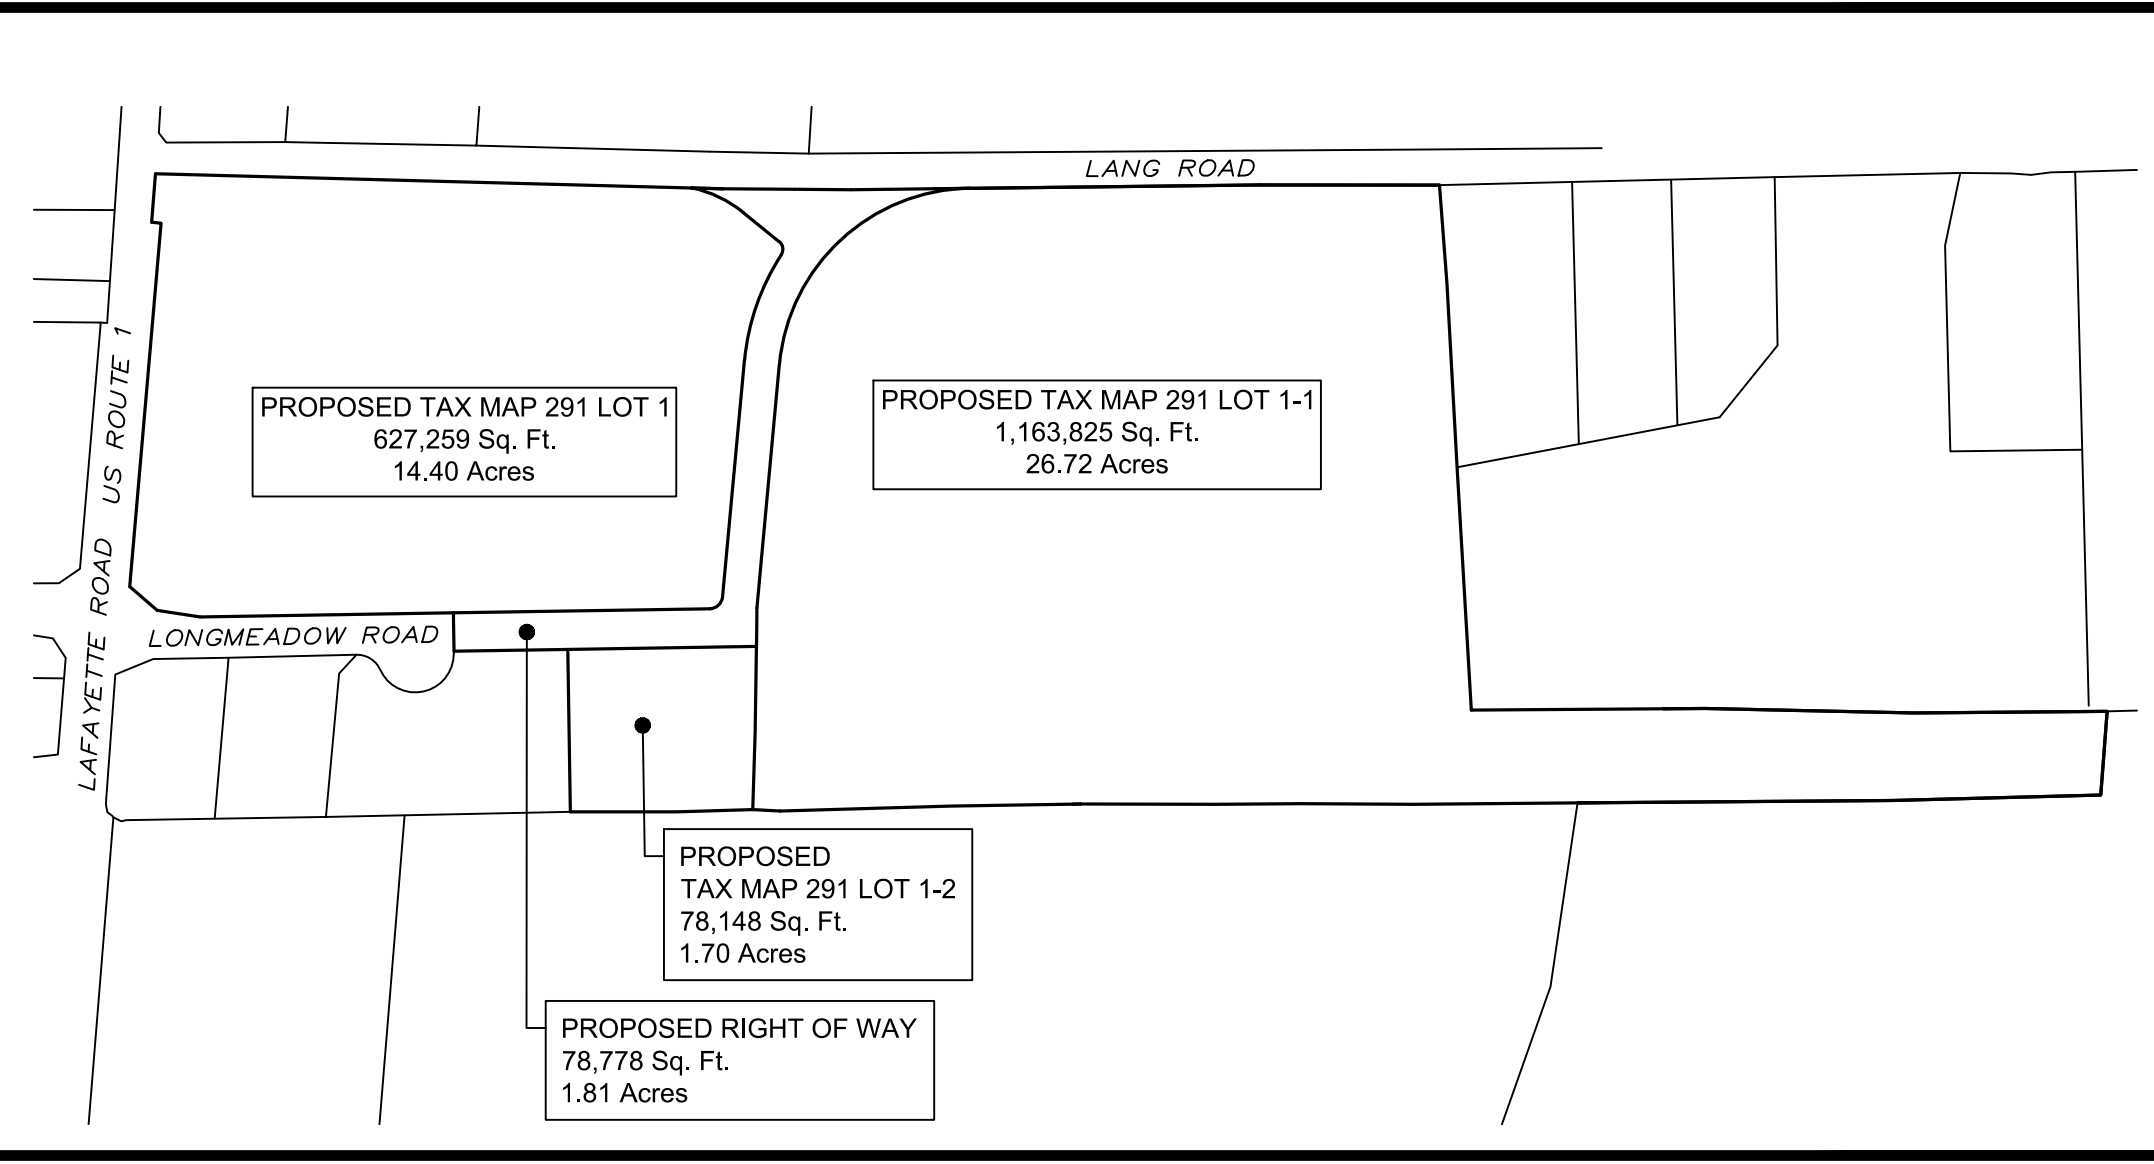 LANG ROAD
PROPOSED TAX MAP 291 LOT 1
627,259 Sq. Ft.
14.40 Acres
PROPOSED TAX MAP 291 LOT 1-1
1,163,825 Sq. Ft.
26.72 Acres
LAFAYETTE ROAD US ROUTE 1
LONGMEADOW ROAD
PROPOSED
TAX MAP 291 LOT 1-2
78,148 Sq. Ft.
1.70 Acres
PROPOSED RIGHT OF WAY
78,778 Sq. Ft.
1.81 Acres